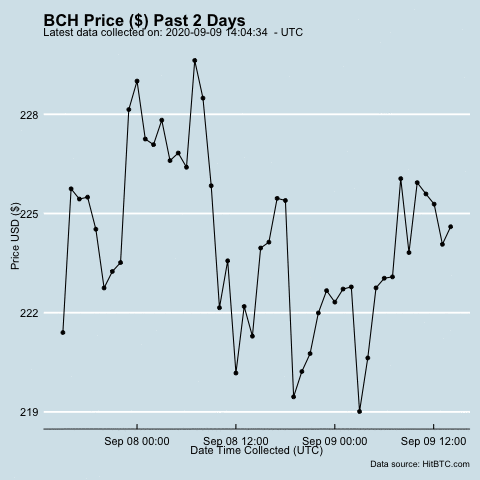 BCH Price ($) Past 2 Days
Latest data collected on: 2020-09-09 14:04:34 - UTC
228
225
222
219
Price USD ($)
Sep 08 00:00 Sep 08 12:00 Sep 09 00:00 Sep 09 12:00
Date Time Collected (UTC)
Data source: HitBTC.com